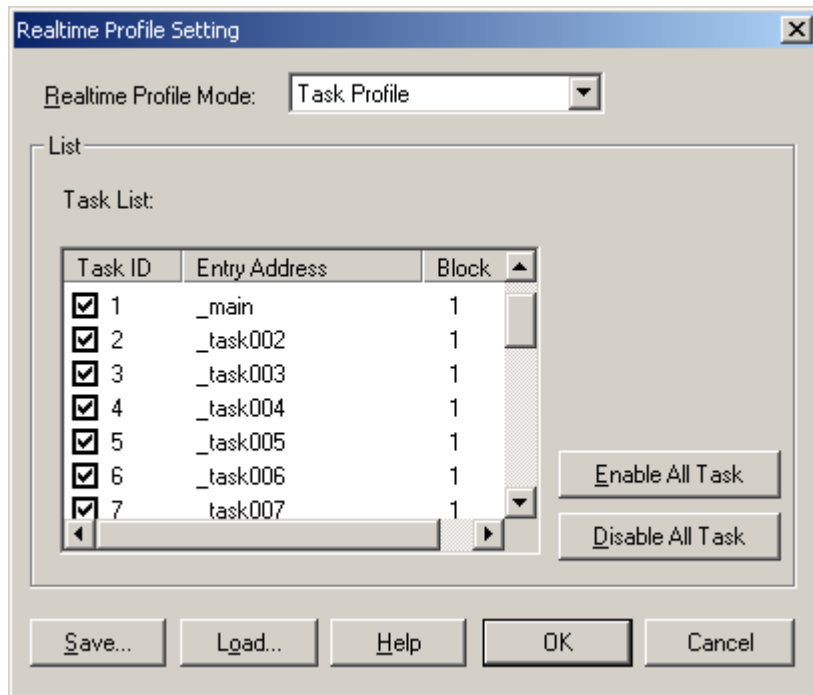 Realtime Profile Setting
Realtime Profile Mode: Task Profile
List
Task List:
Task ID Entry Address Block
1 _main 1
2 _task002 1
3 _task003 1
4 _task004 1
5 _task005 1
6 _task006 1
7 _task007 1
Enable All Task
Disable All Task
Save... Load... Help OK Cancel